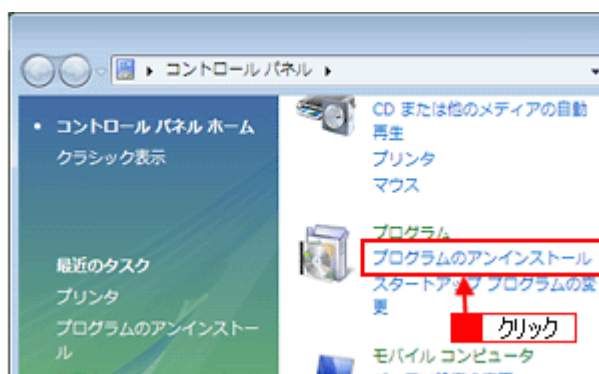 コントロール パネル
コントロール パネル ホーム
クラシック表示
最近のタスク
プリンタ
プログラムのアンインストー
ル
CD または他のメディアの自動
再生
プリンタ
マウス
プログラム
プログラムのアンインストール
スタートアップ プログラムの変
更
クリック
モバイル コンピュータ